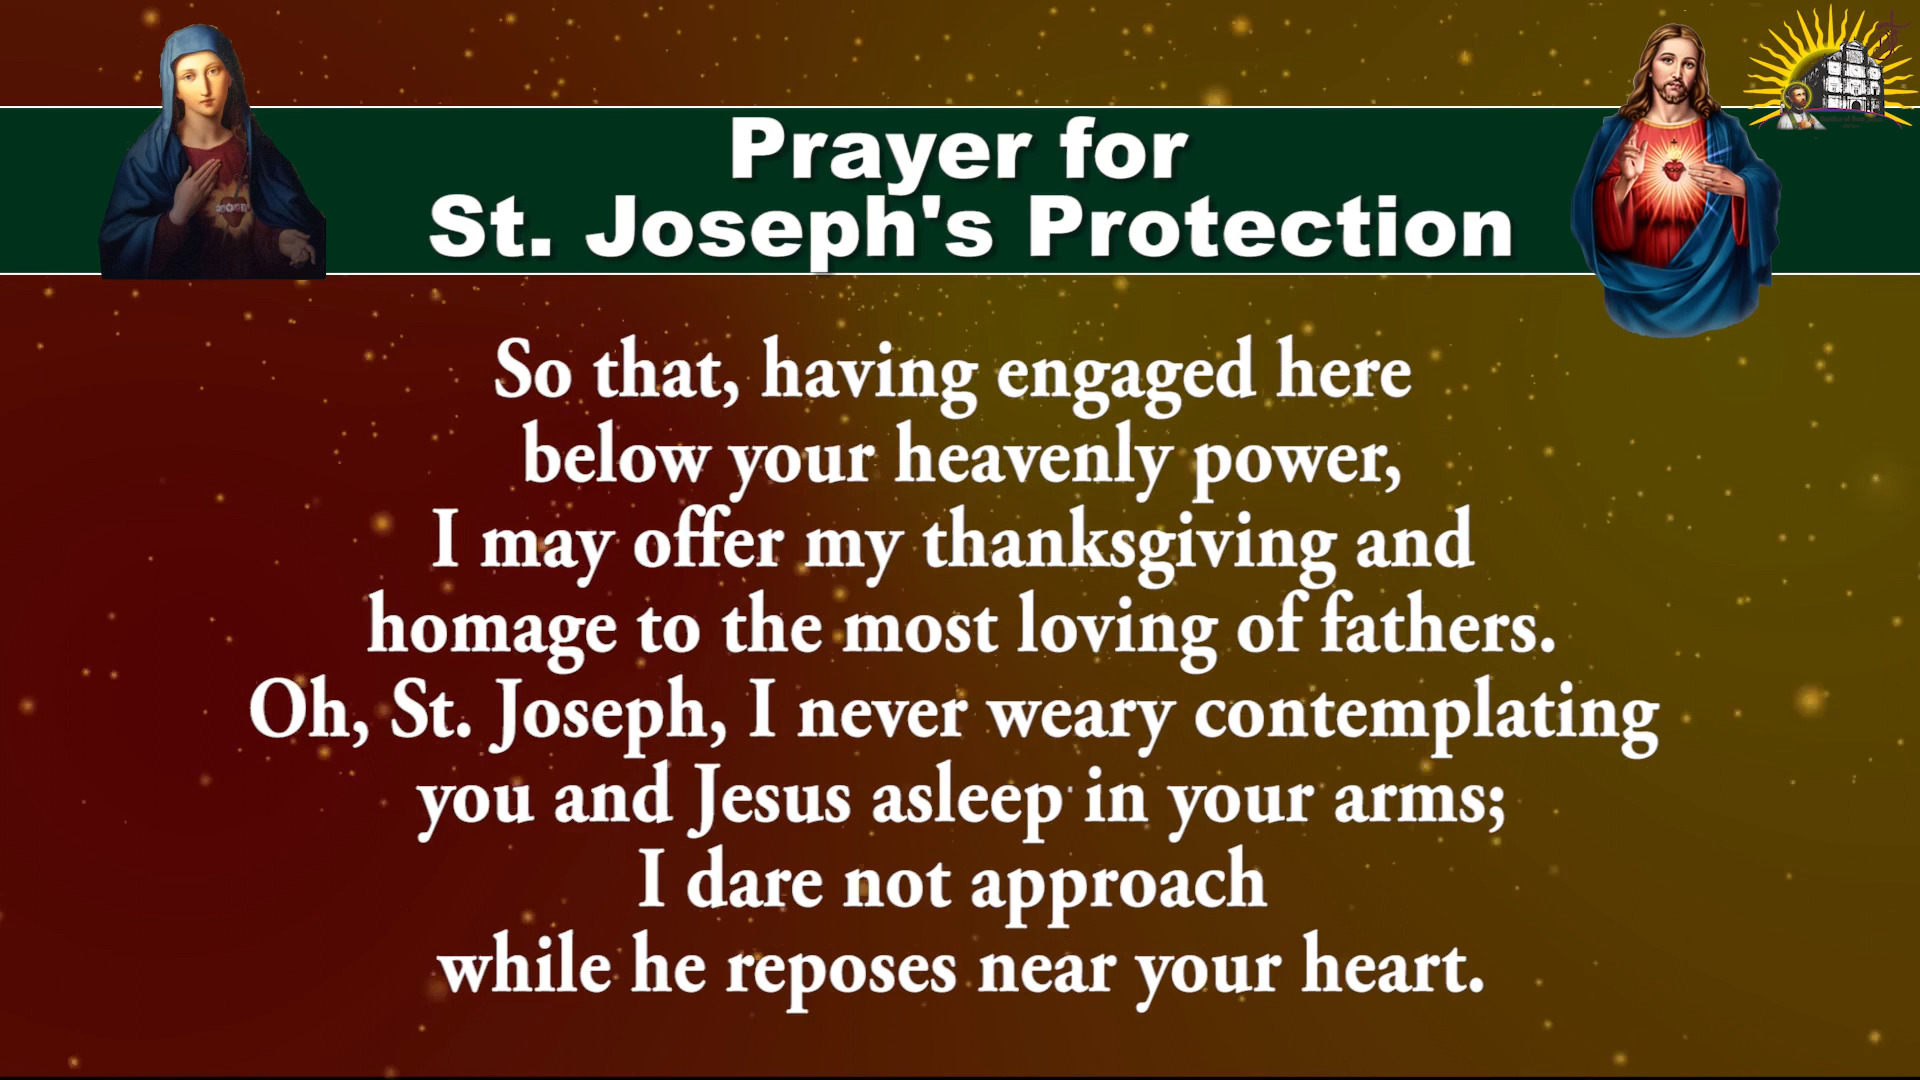 Prayer for
St. Joseph's Protection
So that, having engaged here
below your heavenly power,
I may offer my thanksgiving and
homage to the most loving of fathers.
Oh, St. Joseph, I never weary contemplating
you and Jesus asleep in your arms;
I dare not approach
while he reposes near your heart.